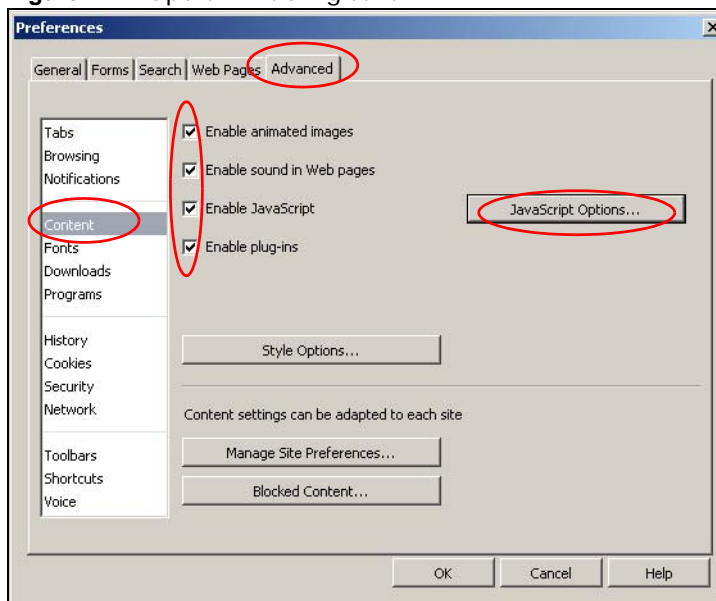 Preferences
General Forms Search Web Pages Advanced
Tabs
Browsing
Notifications
Content
Fonts
Downloads
Programs
History
Cookies
Security
Network
Toolbars
Shortcuts
Voice
Enable animated images
Enable sound in Web pages
Enable JavaScript
JavaScript Options...
Enable plug-ins
Style Options...
Content settings can be adapted to each site
Manage Site Preferences...
Blocked Content...
OK Cancel Help